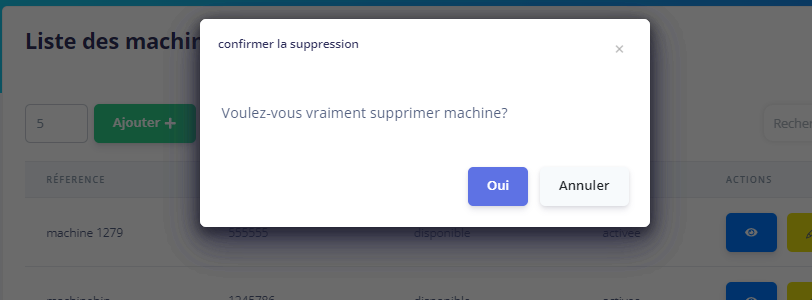 Liste des machin
confirmer la suppression
×
Voulez-vous vraiment supprimer machine?
5
Ajouter +
Recher
Oui
Annuler
RÉFERENCE
ACTIONS
machine 1279
555555
disponible
activee
1245786
disponible
activee